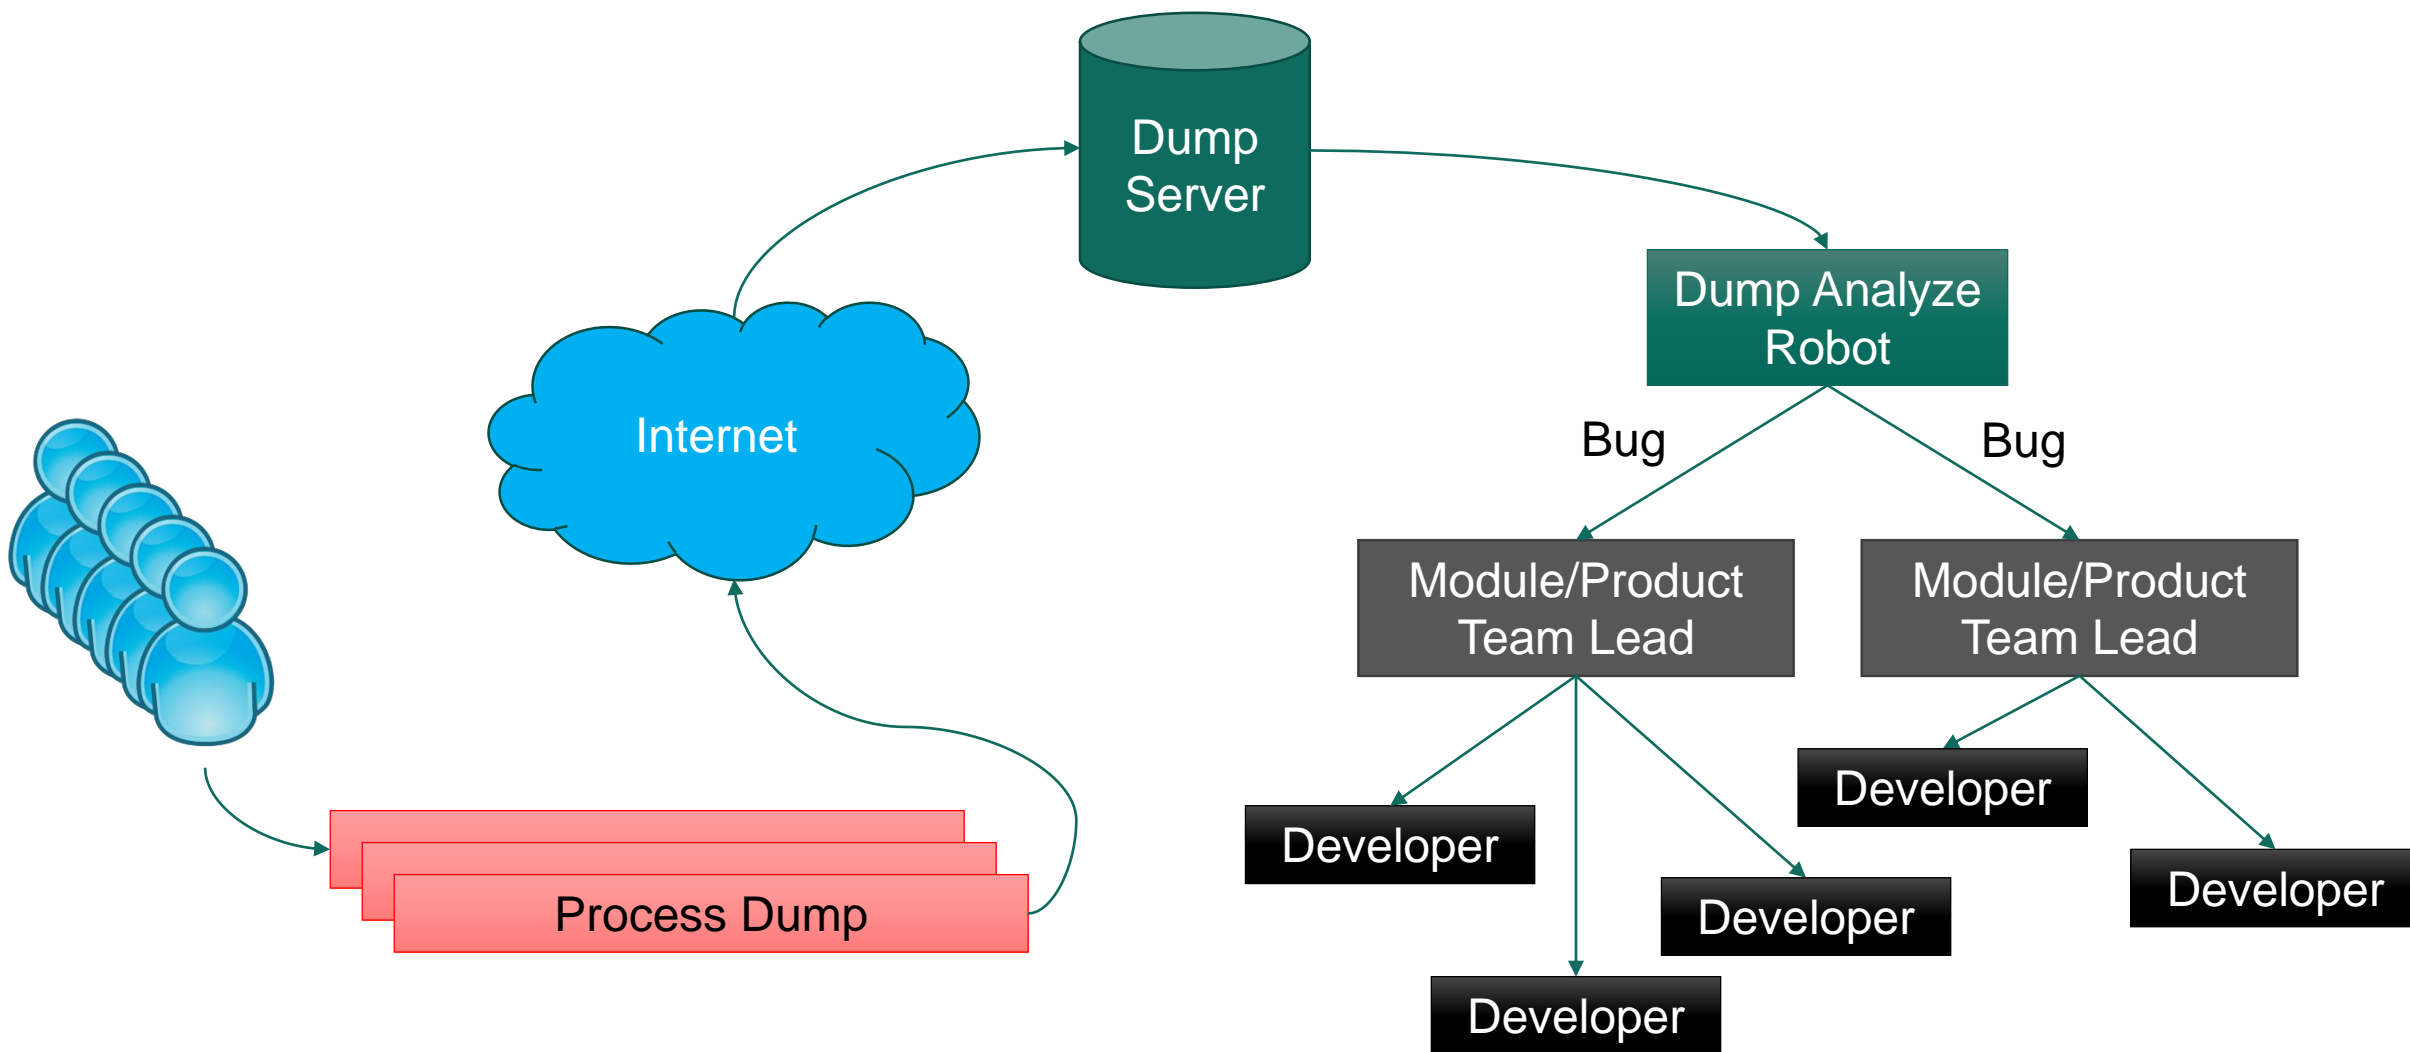 Dump
Server
Dump Analyze
Robot
Internet
Bug
Bug
Module/Product
Team Lead
Module/Product
Team Lead
Developer
Developer
Developer
Developer
Developer
Process Dump